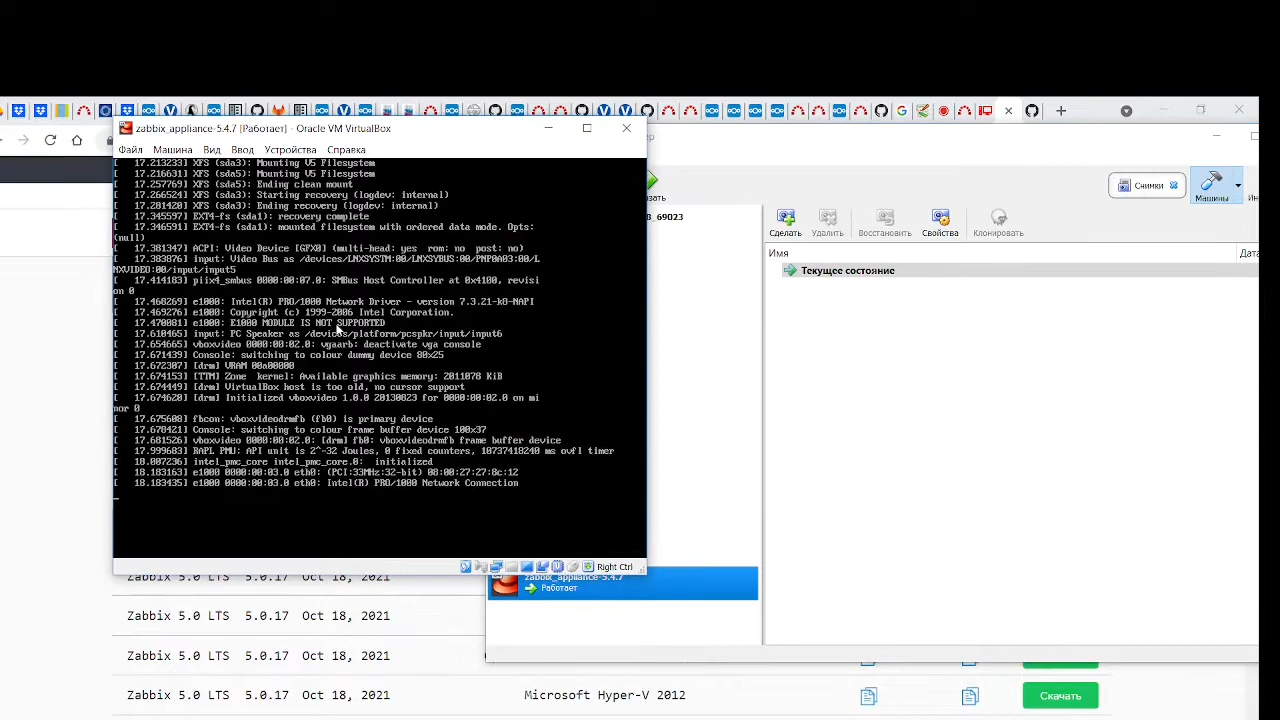 zabbix_appliance-5.4.7 [Работает] - Oracle VM VirtualBox
Файл Машина Вид Ввод Устройства Справка
[ 17.213233] XFS (sda5): Mounting V5 Filesystem
[ 17.216631] XFS (sda3): Mounting V5 Filesystem
[ 17.257769] XFS (sda5): Ending clean mount
[ 17.266524] XFS (sda3): Starting recovery (logdev: internal)
[ 17.281428] XFS (sda3): Ending recovery (logdev: internal)
[ 17.345597] EXT4-fs (sda1): recovery complete
[ 17.346591] EXT4-fs (sda1): mounted filesystem with ordered data mode. Opts:
(null)
[ 17.381347] ACPI: Video Device [GFX0] (multi-head: yes rom: no post: no)
[ 17.383876] input: Video Bus as /devices/LNXSYSTM:00/LNXSYBUS:00/PNP0A03:00/L
NXVIDEO:00/input/input5
[ 17.414183] piix4_smbus 0000:00:07.0: SMBus Host Controller at 0x4100, revisi
on 0
[ 17.468269] e1000: Intel(R) PRO/1000 Network Driver - version 7.3.21-k8-NAPI
[ 17.469276] e1000: Copyright (c) 1999-2006 Intel Corporation.
[ 17.470081] e1000: E1000 MODULE IS NOT SUPPORTED
[ 17.610465] input: PC Speaker as /devices/platform/pcspkr/input/input6
[ 17.654665] vboxvideo 0000:00:02.0: vgaarb: deactivate vga console
[ 17.671439] Console: switching to colour dummy device 80x25
[ 17.672307] [drm] VRAM 00a00000
[ 17.674153] [TTM] Zone kernel: Available graphics memory: 2011078 KiB
[ 17.674449] [drm] VirtualBox host is too old, no cursor support
[ 17.674620] [drm] Initialized vboxvideo 1.0.0 20130823 for 0000:00:02.0 on mi
nor 0
[ 17.675608] fbcon: vboxvideodrmfb (fb0) is primary device
[ 17.678421] Console: switching to colour frame buffer device 100x37
[ 17.681526] vboxvideo 0000:00:02.0: [drm] fb0: vboxvideodrmfb frame buffer device
[ 17.999683] RAPL PMU: API unit is 2^-32 Joules, 0 fixed counters, 10737418240 ms ovfl timer
[ 18.007236] intel_pmc_core intel_pmc_core.0: initialized
[ 18.183163] e1000 0000:00:03.0 eth0: (PCI:33MHz:32-bit) 08:00:27:27:8c:12
[ 18.183435] e1000 0000:00:03.0 eth0: Intel(R) PRO/1000 Network Connection
Right Ctrl
Снимки
Машины
Сделать Удалить Восстановить Свойства Клонировать
Имя
Текущее состояние
zabbix_appliance-5.4.7
Работает
Zabbix 5.0 LTS 5.0.17 Oct 18, 2021
Zabbix 5.0 LTS 5.0.17 Oct 18, 2021
Zabbix 5.0 LTS 5.0.17 Oct 18, 2021
Zabbix 5.0 LTS 5.0.17 Oct 18, 2021 Microsoft Hyper-V 2012 Скачать